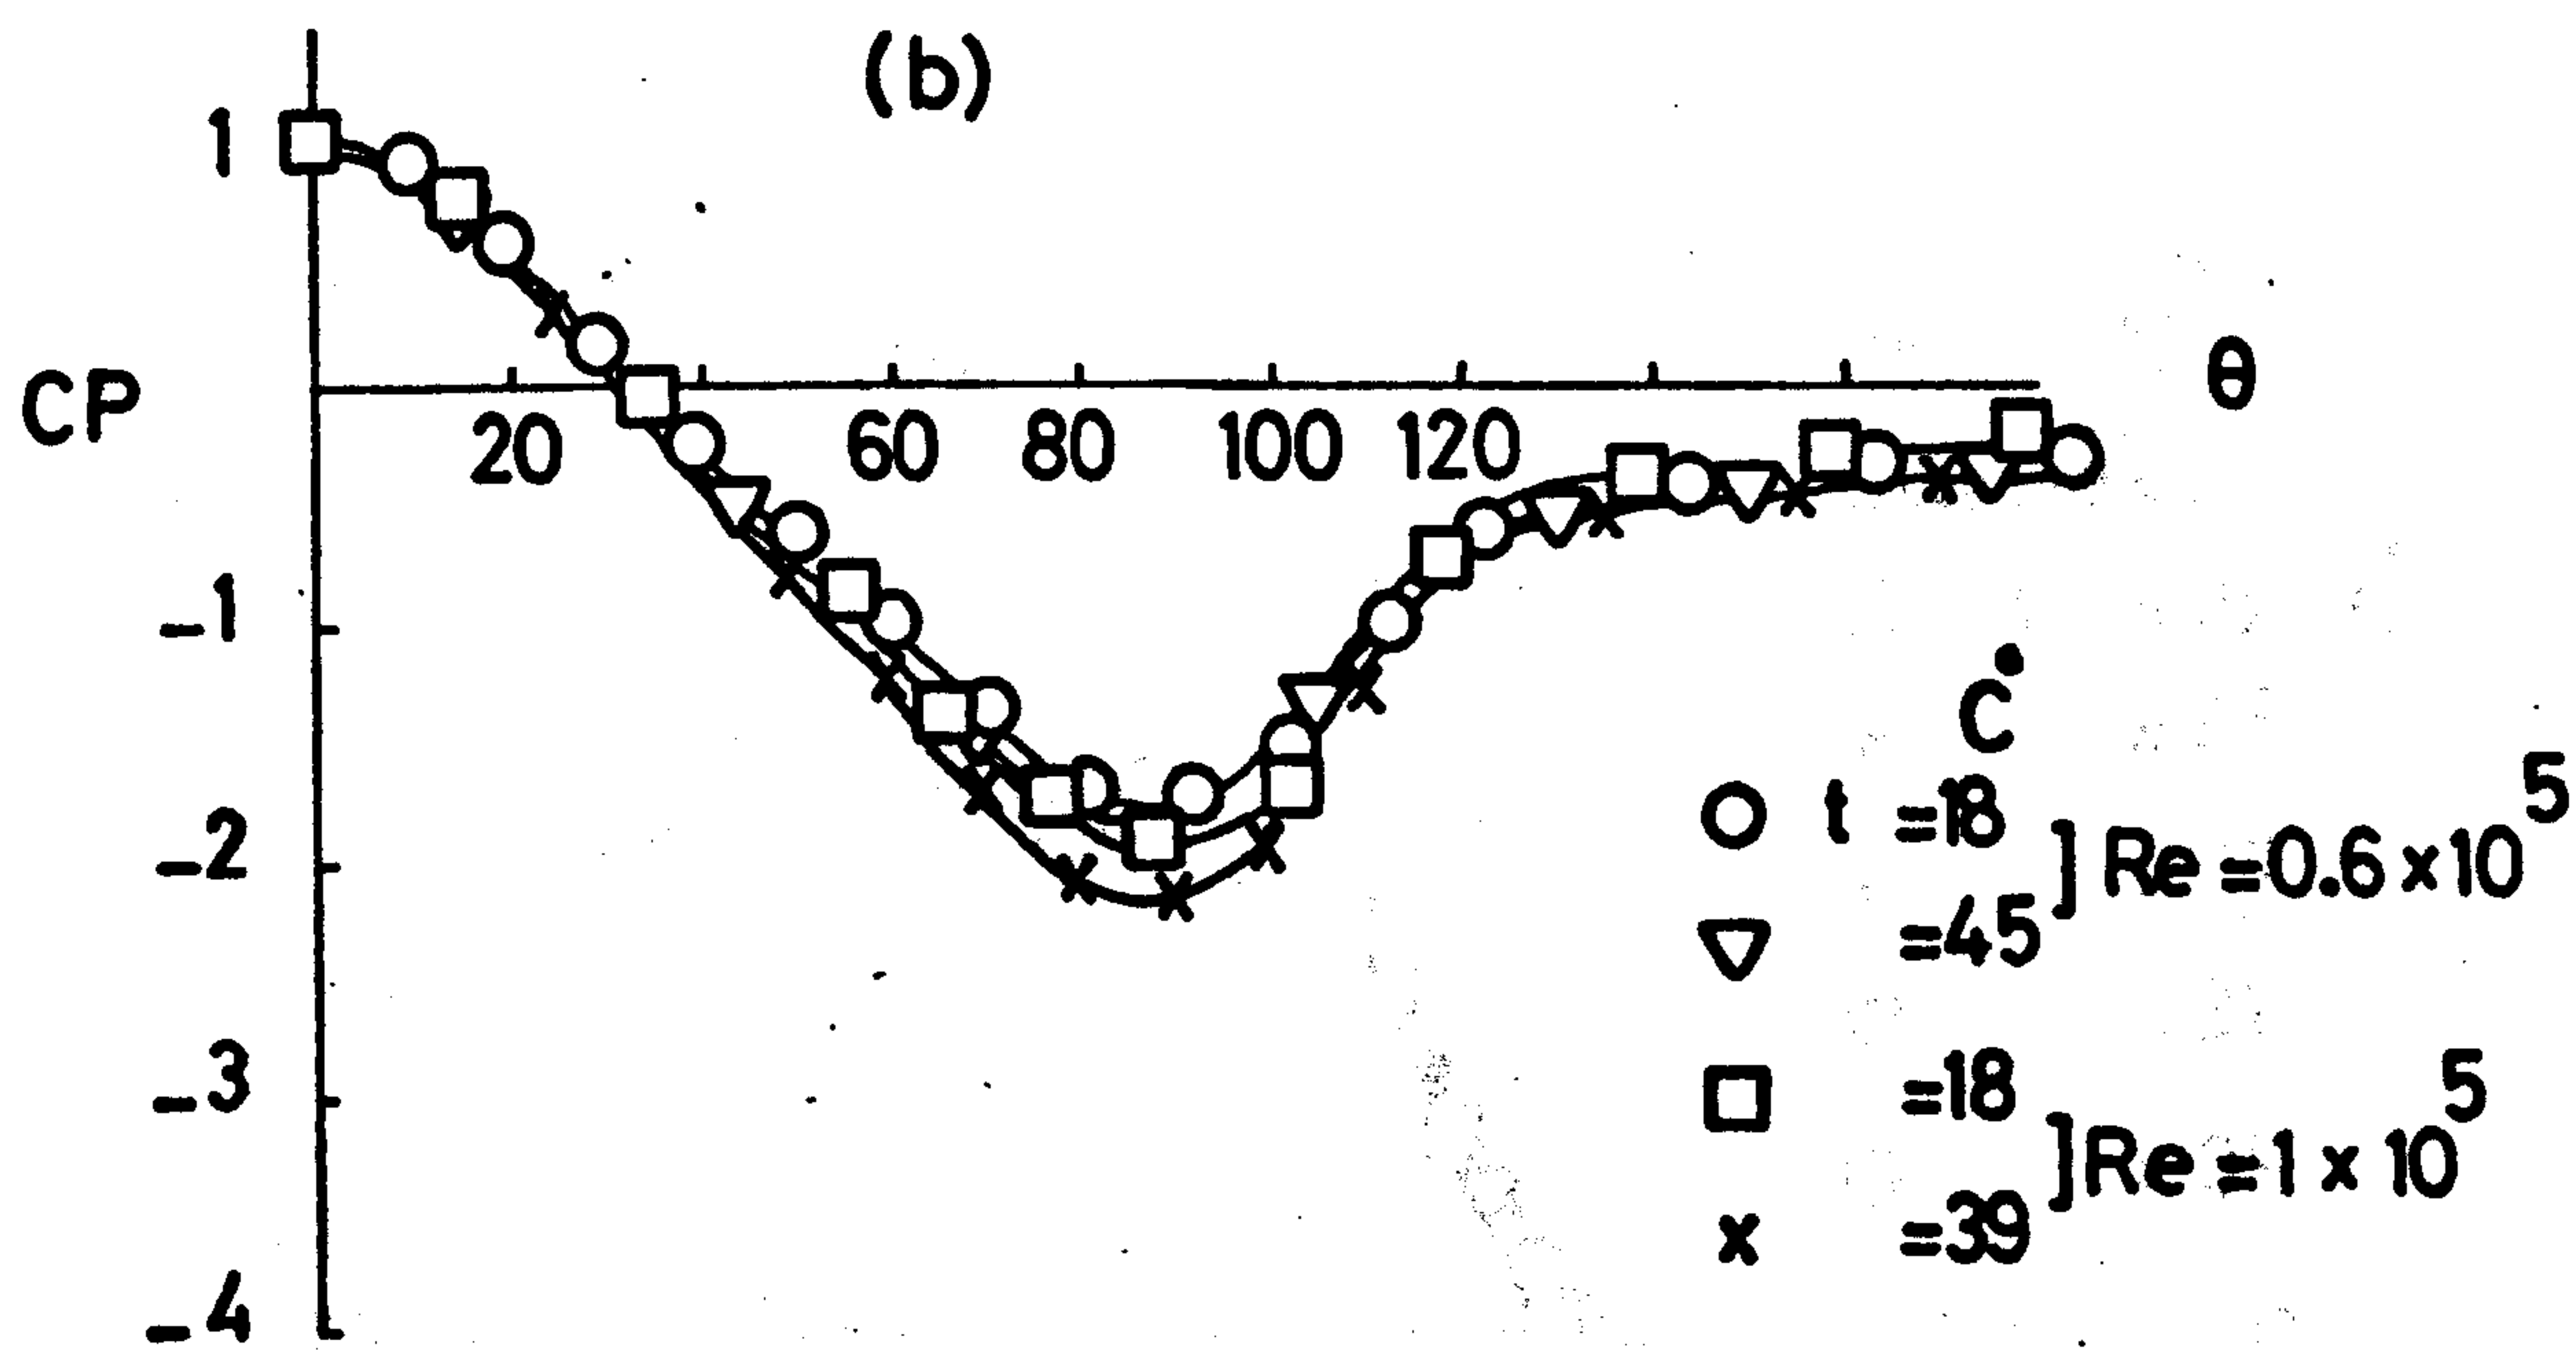 (b)
1
CP
θ
20 60 80 100 120
-1
-2
-3
-4
C°
t =18
=45
] Re =0.6 x10⁵
=18
=39
] Re =1 x 10⁵